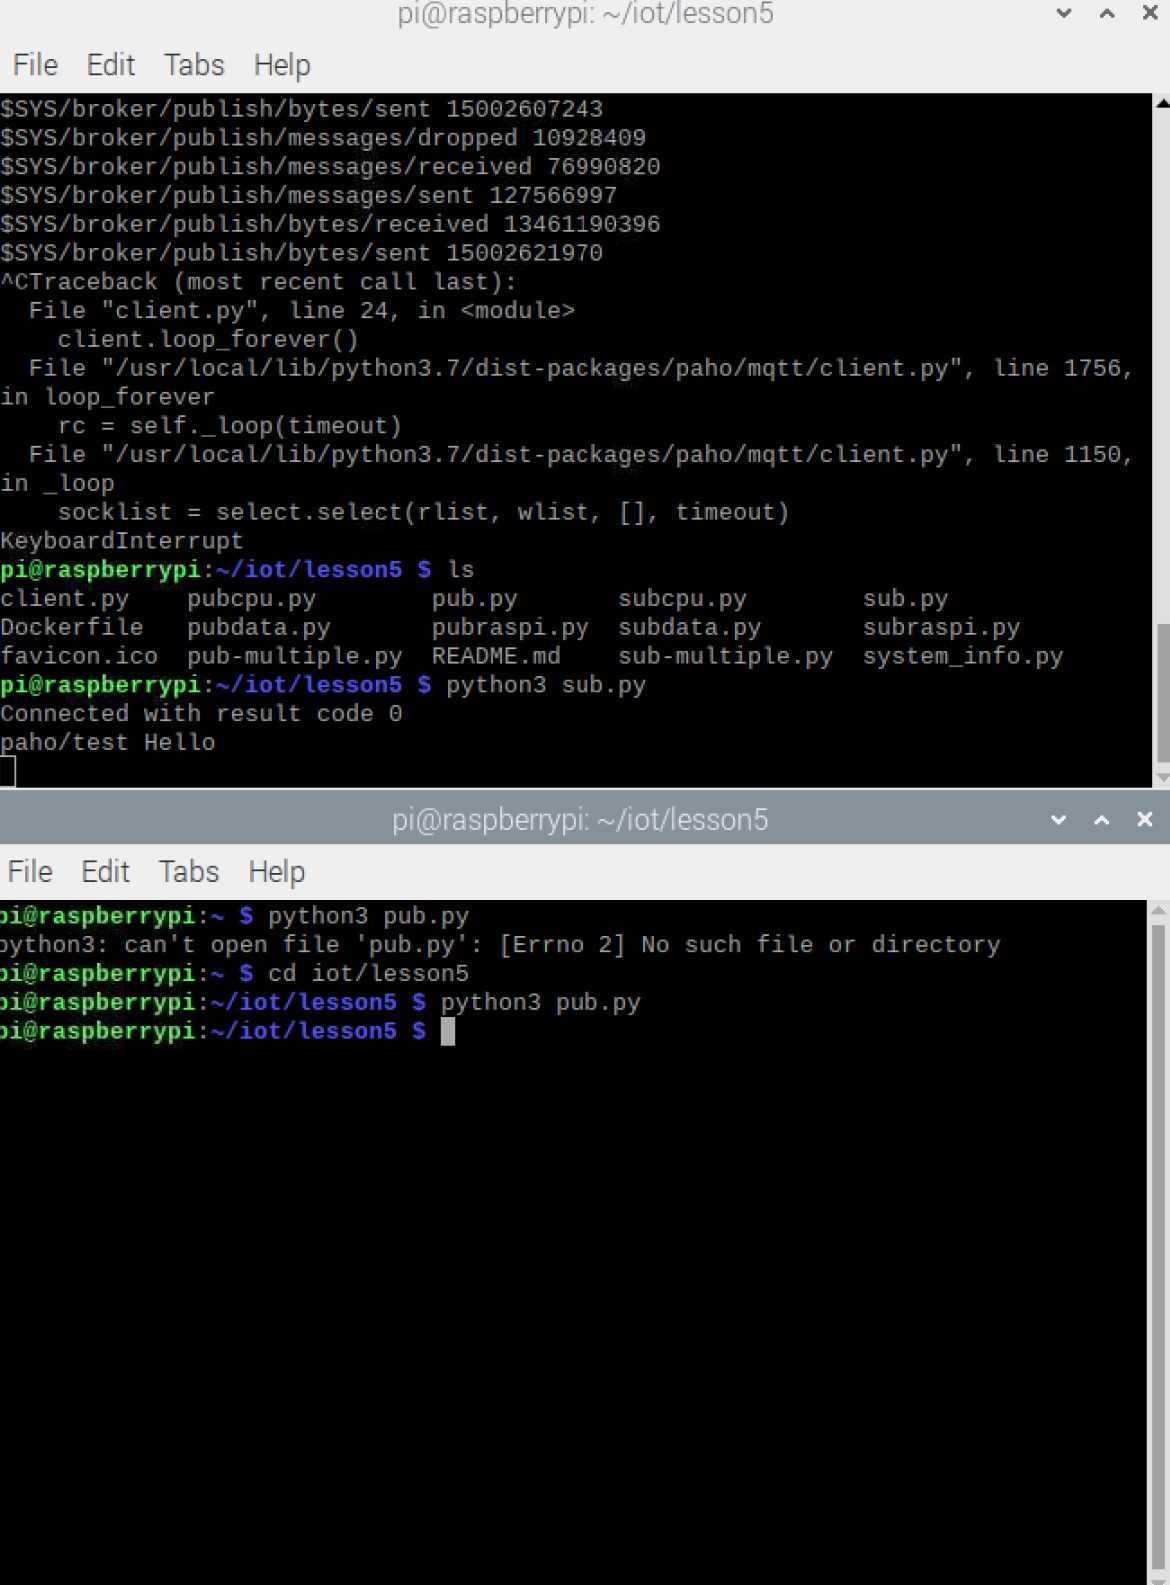 pi@raspberrypi: ~/iot/lesson5
File Edit Tabs Help
$SYS/broker/publish/bytes/sent 15002607243
$SYS/broker/publish/messages/dropped 10928409
$SYS/broker/publish/messages/received 76990820
$SYS/broker/publish/messages/sent 127566997
$SYS/broker/publish/bytes/received 13461190396
$SYS/broker/publish/bytes/sent 15002621970
^CTraceback (most recent call last):
  File "client.py", line 24, in <module>
    client.loop_forever()
  File "/usr/local/lib/python3.7/dist-packages/paho/mqtt/client.py", line 1756,
in loop_forever
    rc = self._loop(timeout)
  File "/usr/local/lib/python3.7/dist-packages/paho/mqtt/client.py", line 1150,
in _loop
    socklist = select.select(rlist, wlist, [], timeout)
KeyboardInterrupt
pi@raspberrypi:~/iot/lesson5 $ ls
client.py    pubcpu.py        pub.py      subcpu.py        sub.py
Dockerfile   pubdata.py       pubraspi.py  subdata.py       subraspi.py
favicon.ico  pub-multiple.py  README.md    sub-multiple.py  system_info.py
pi@raspberrypi:~/iot/lesson5 $ python3 sub.py
Connected with result code 0
paho/test Hello
pi@raspberrypi: ~/iot/lesson5
File Edit Tabs Help
pi@raspberrypi:~ $ python3 pub.py
python3: can't open file 'pub.py': [Errno 2] No such file or directory
pi@raspberrypi:~ $ cd iot/lesson5
pi@raspberrypi:~/iot/lesson5 $ python3 pub.py
pi@raspberrypi:~/iot/lesson5 $